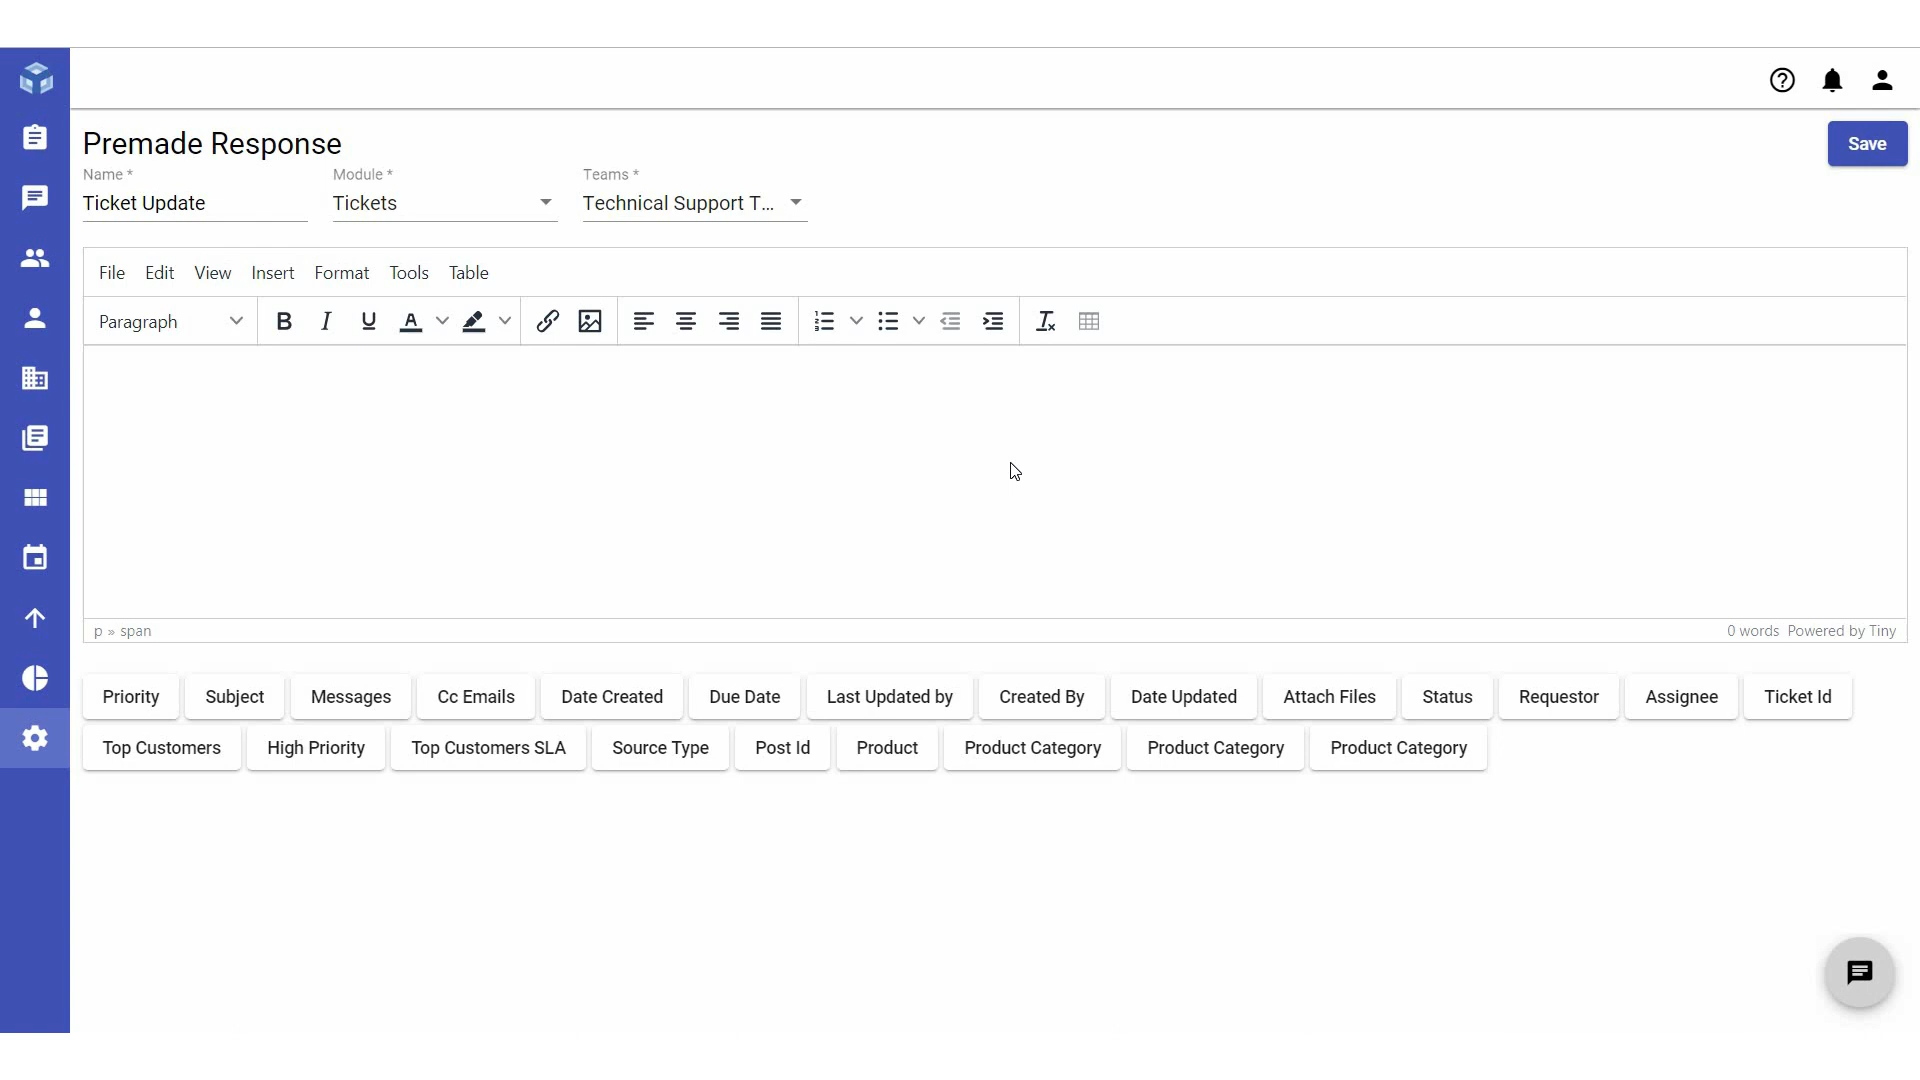 Premade Response
Save
Name * Module * Teams *
Ticket Update Tickets Technical Support T...
File Edit View Insert Format Tools Table
Paragraph B I U A
p » span 0 words Powered by Tiny
Priority Subject Messages Cc Emails Date Created Due Date Last Updated by Created By Date Updated Attach Files Status Requestor Assignee Ticket Id
Top Customers High Priority Top Customers SLA Source Type Post Id Product Product Category Product Category Product Category